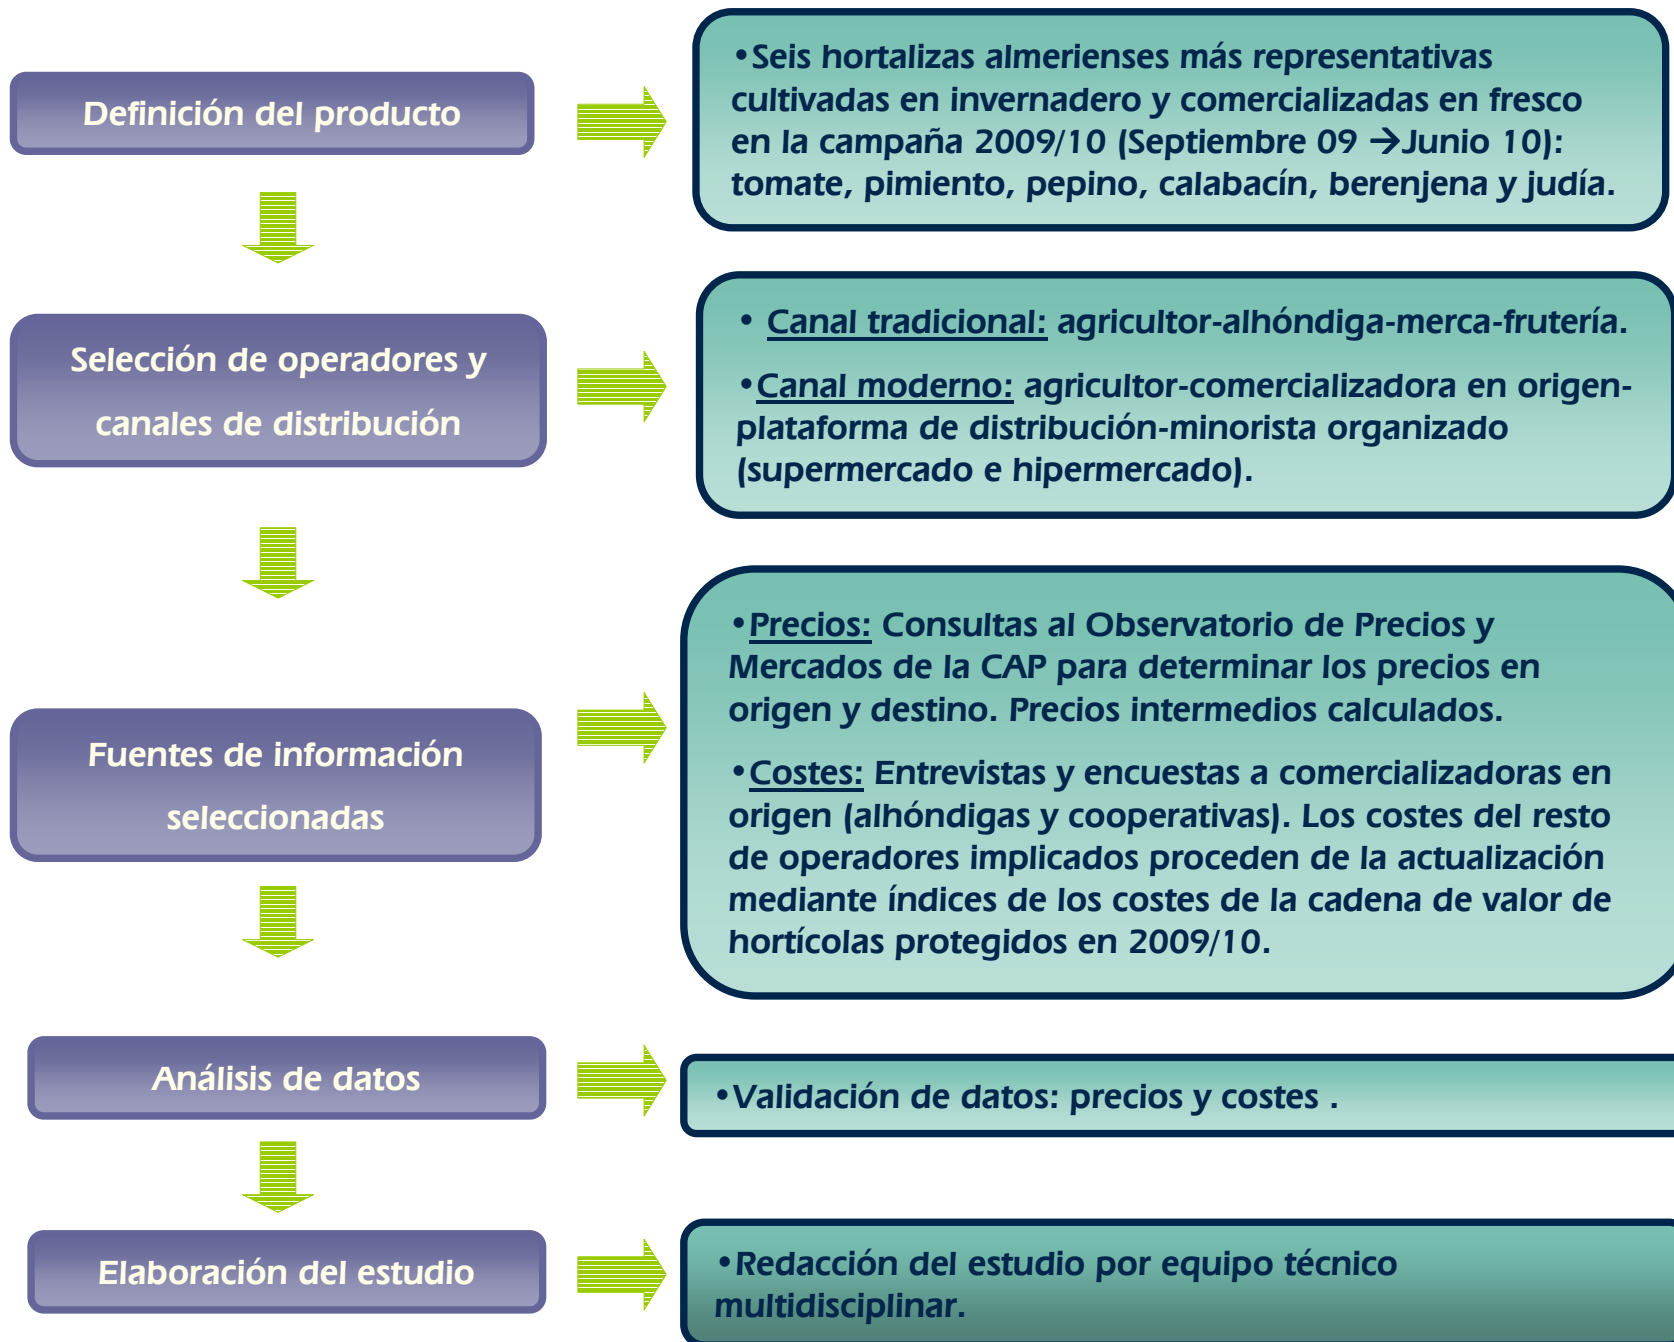 Definición del producto
•Seis hortalizas almerienses más representativas
cultivadas en invernadero y comercializadas en fresco
en la campaña 2009/10 (Septiembre 09 →Junio 10):
tomate, pimiento, pepino, calabacín, berenjena y judía.
Selección de operadores y
canales de distribución
• Canal tradicional: agricultor-alhóndiga-merca-frutería.
•Canal moderno: agricultor-comercializadora en origen-
plataforma de distribución-minorista organizado
(supermercado e hipermercado).
Fuentes de información
seleccionadas
•Precios: Consultas al Observatorio de Precios y
Mercados de la CAP para determinar los precios en
origen y destino. Precios intermedios calculados.
•Costes: Entrevistas y encuestas a comercializadoras en
origen (alhóndigas y cooperativas). Los costes del resto
de operadores implicados proceden de la actualización
mediante índices de los costes de la cadena de valor de
hortícolas protegidos en 2009/10.
Análisis de datos
•Validación de datos: precios y costes .
Elaboración del estudio
•Redacción del estudio por equipo técnico
multidisciplinar.